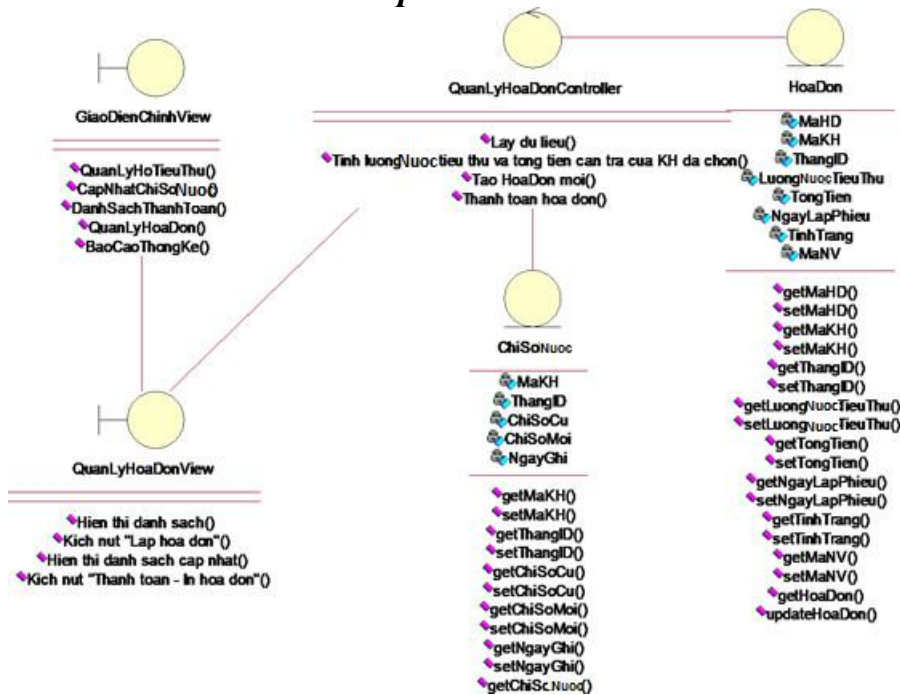 GiaoDienChinhView
QuanLyHoTieuThu()
CapNhatChiSoNuoc()
DanhSachThanhToan()
QuanLyHoaDon()
BaoCaoThongKe()
QuanLyHoaDonController
Lay du lieu()
Tinh luongNuoctieu thu va tong tien can tra cua KH da chon()
Tao HoaDon moi()
Thanh toan hoa don()
HoaDon
MaHD
MaKH
ThangID
LuongNuocTieuThu
TongTien
NgayLapPhieu
TinhTrang
MaNV
getMaHD()
setMaHD()
getMaKH()
setMaKH()
getThangID()
setThangID()
getLuongNuocTieuThu()
setLuongNuocTieuThu()
getTongTien()
setTongTien()
getNgayLapPhieu()
setNgayLapPhieu()
getTinhTrang()
setTinhTrang()
getMaNV()
setMaNV()
getHoaDon()
updateHoaDon()
ChiSoNuoc
MaKH
ThangID
ChiSoCu
ChiSoMoi
NgayGhi
getMaKH()
setMaKH()
getThangID()
setThangID()
getChiSoCu()
setChiSoCu()
getChiSoMoi()
setChiSoMoi()
getNgayGhi()
setNgayGhi()
getChiSc.Nuoc()
QuanLyHoaDonView
Hien thi danh sach()
Kich nut "Lap hoa don"()
Hien thi danh sach cap nhat()
Kich nut "Thanh toan - In hoa don"()